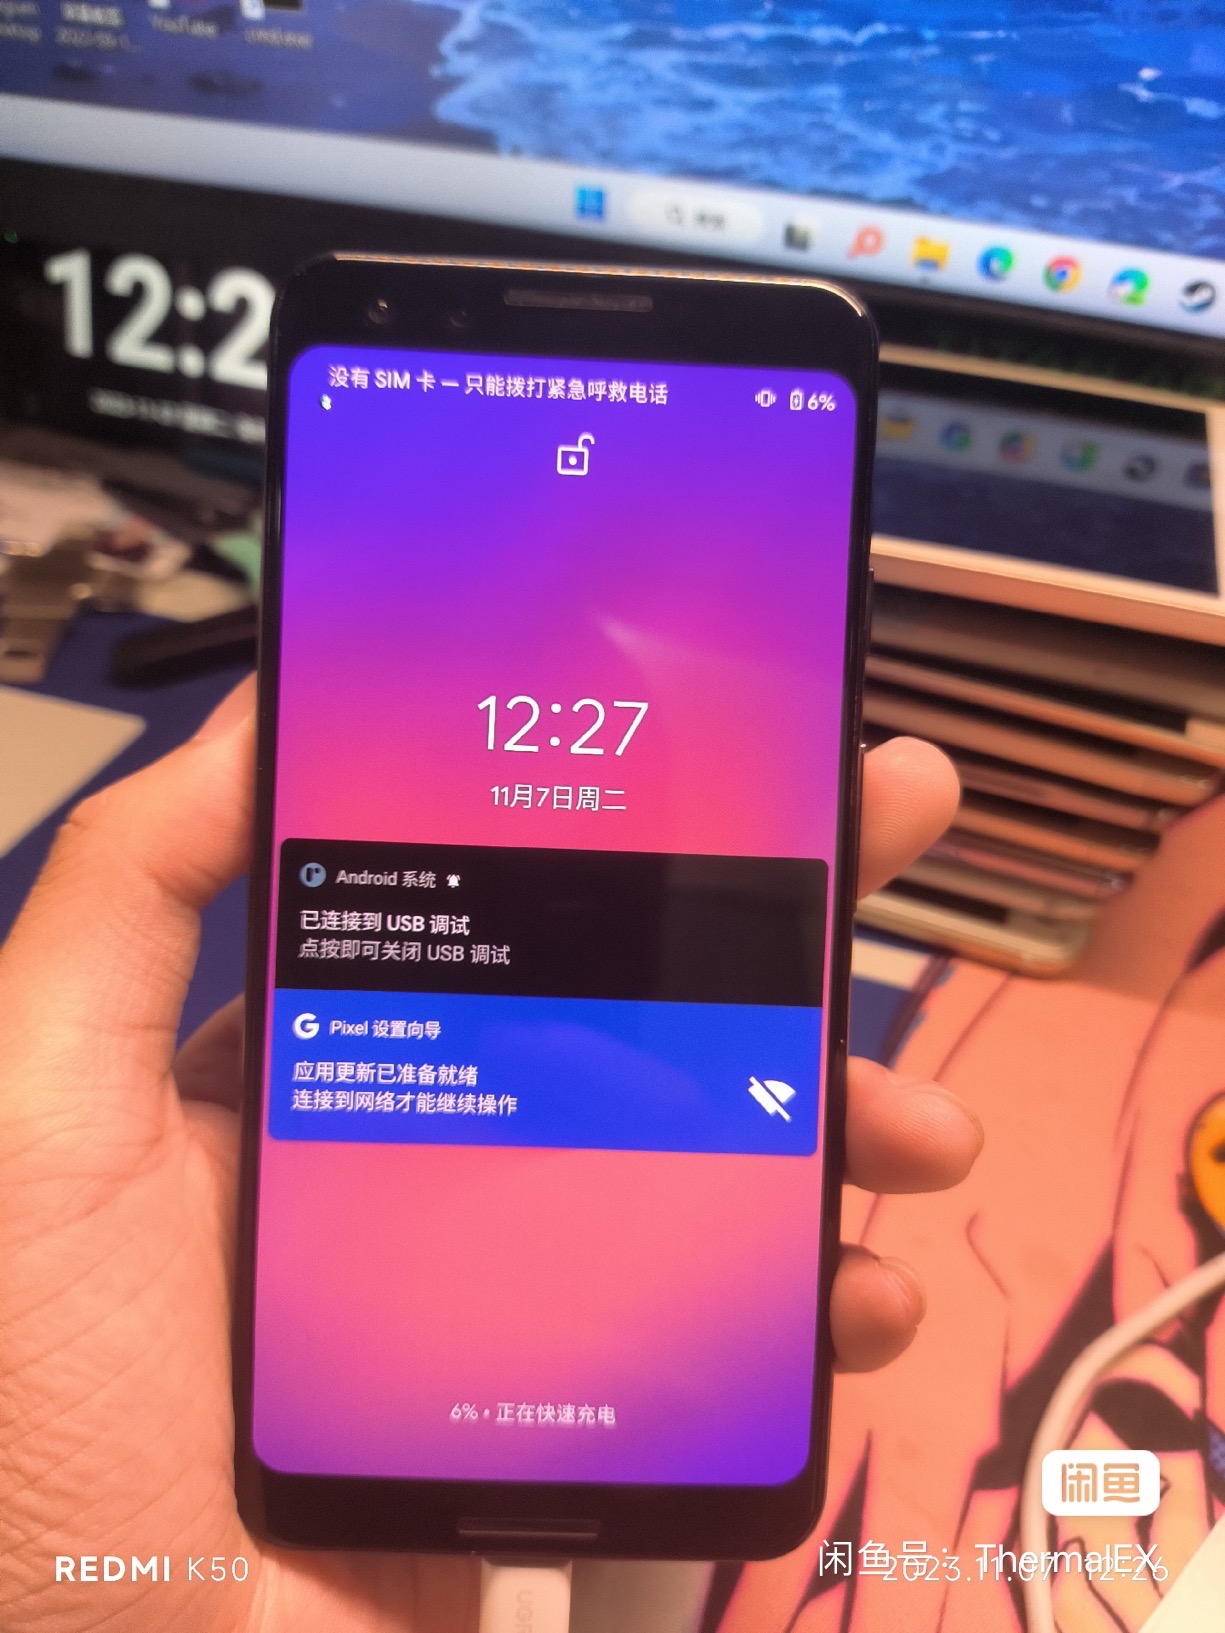 YouTube
cmd.exe
12:2
没有 SIM 卡 — 只能拨打紧急呼救电话
6%
12:27
11月7日周二
Android 系统
已连接到 USB 调试
点按即可关闭 USB 调试
G Pixel 设置向导
应用更新已准备就绪
连接到网络才能继续操作
6% • 正在快速充电
闲鱼
闲鱼号：ThermalEX
REDMI K50
2023.11.07 12:26